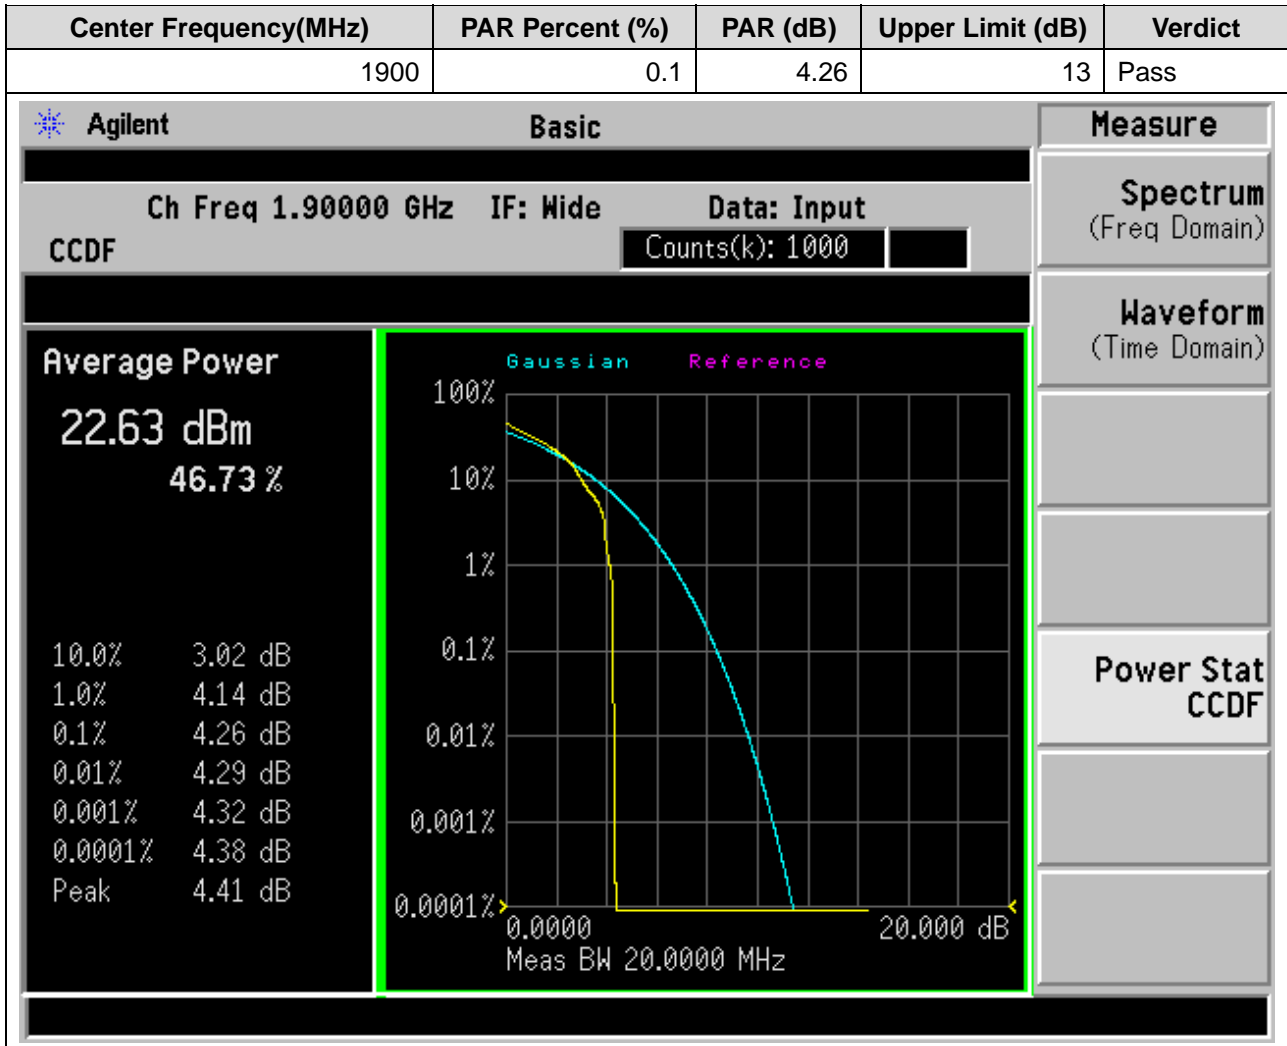 Center Frequency(MHz) PAR Percent (%) PAR (dB) Upper Limit (dB) Verdict
1900 0.1 4.26 13 Pass
Agilent Basic Measure
Ch Freq 1.90000 GHz IF: Wide Data: Input
CCDF Counts(k): 1000
Spectrum
(Freq Domain)
Waveform
(Time Domain)
Power Stat
CCDF
Average Power
22.63 dBm
46.73 %
10.0% 3.02 dB
1.0% 4.14 dB
0.1% 4.26 dB
0.01% 4.29 dB
0.001% 4.32 dB
0.0001% 4.38 dB
Peak 4.41 dB
Gaussian Reference
100%
10%
1%
0.1%
0.01%
0.001%
0.0001%
0.0000 20.000 dB
Meas BW 20.0000 MHz